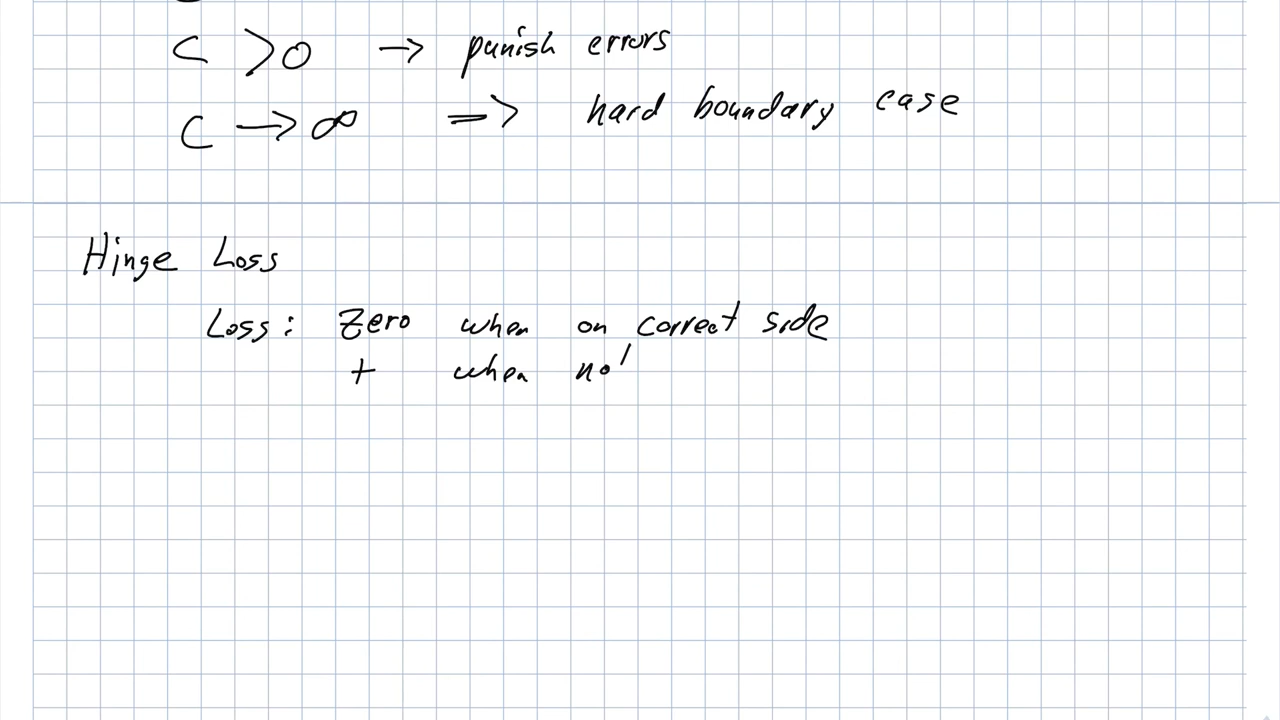 C > 0 → punish errors
C → ∞ ⇒ hard boundary case
Hinge Loss
Loss: Zero when on correct side
+ when not